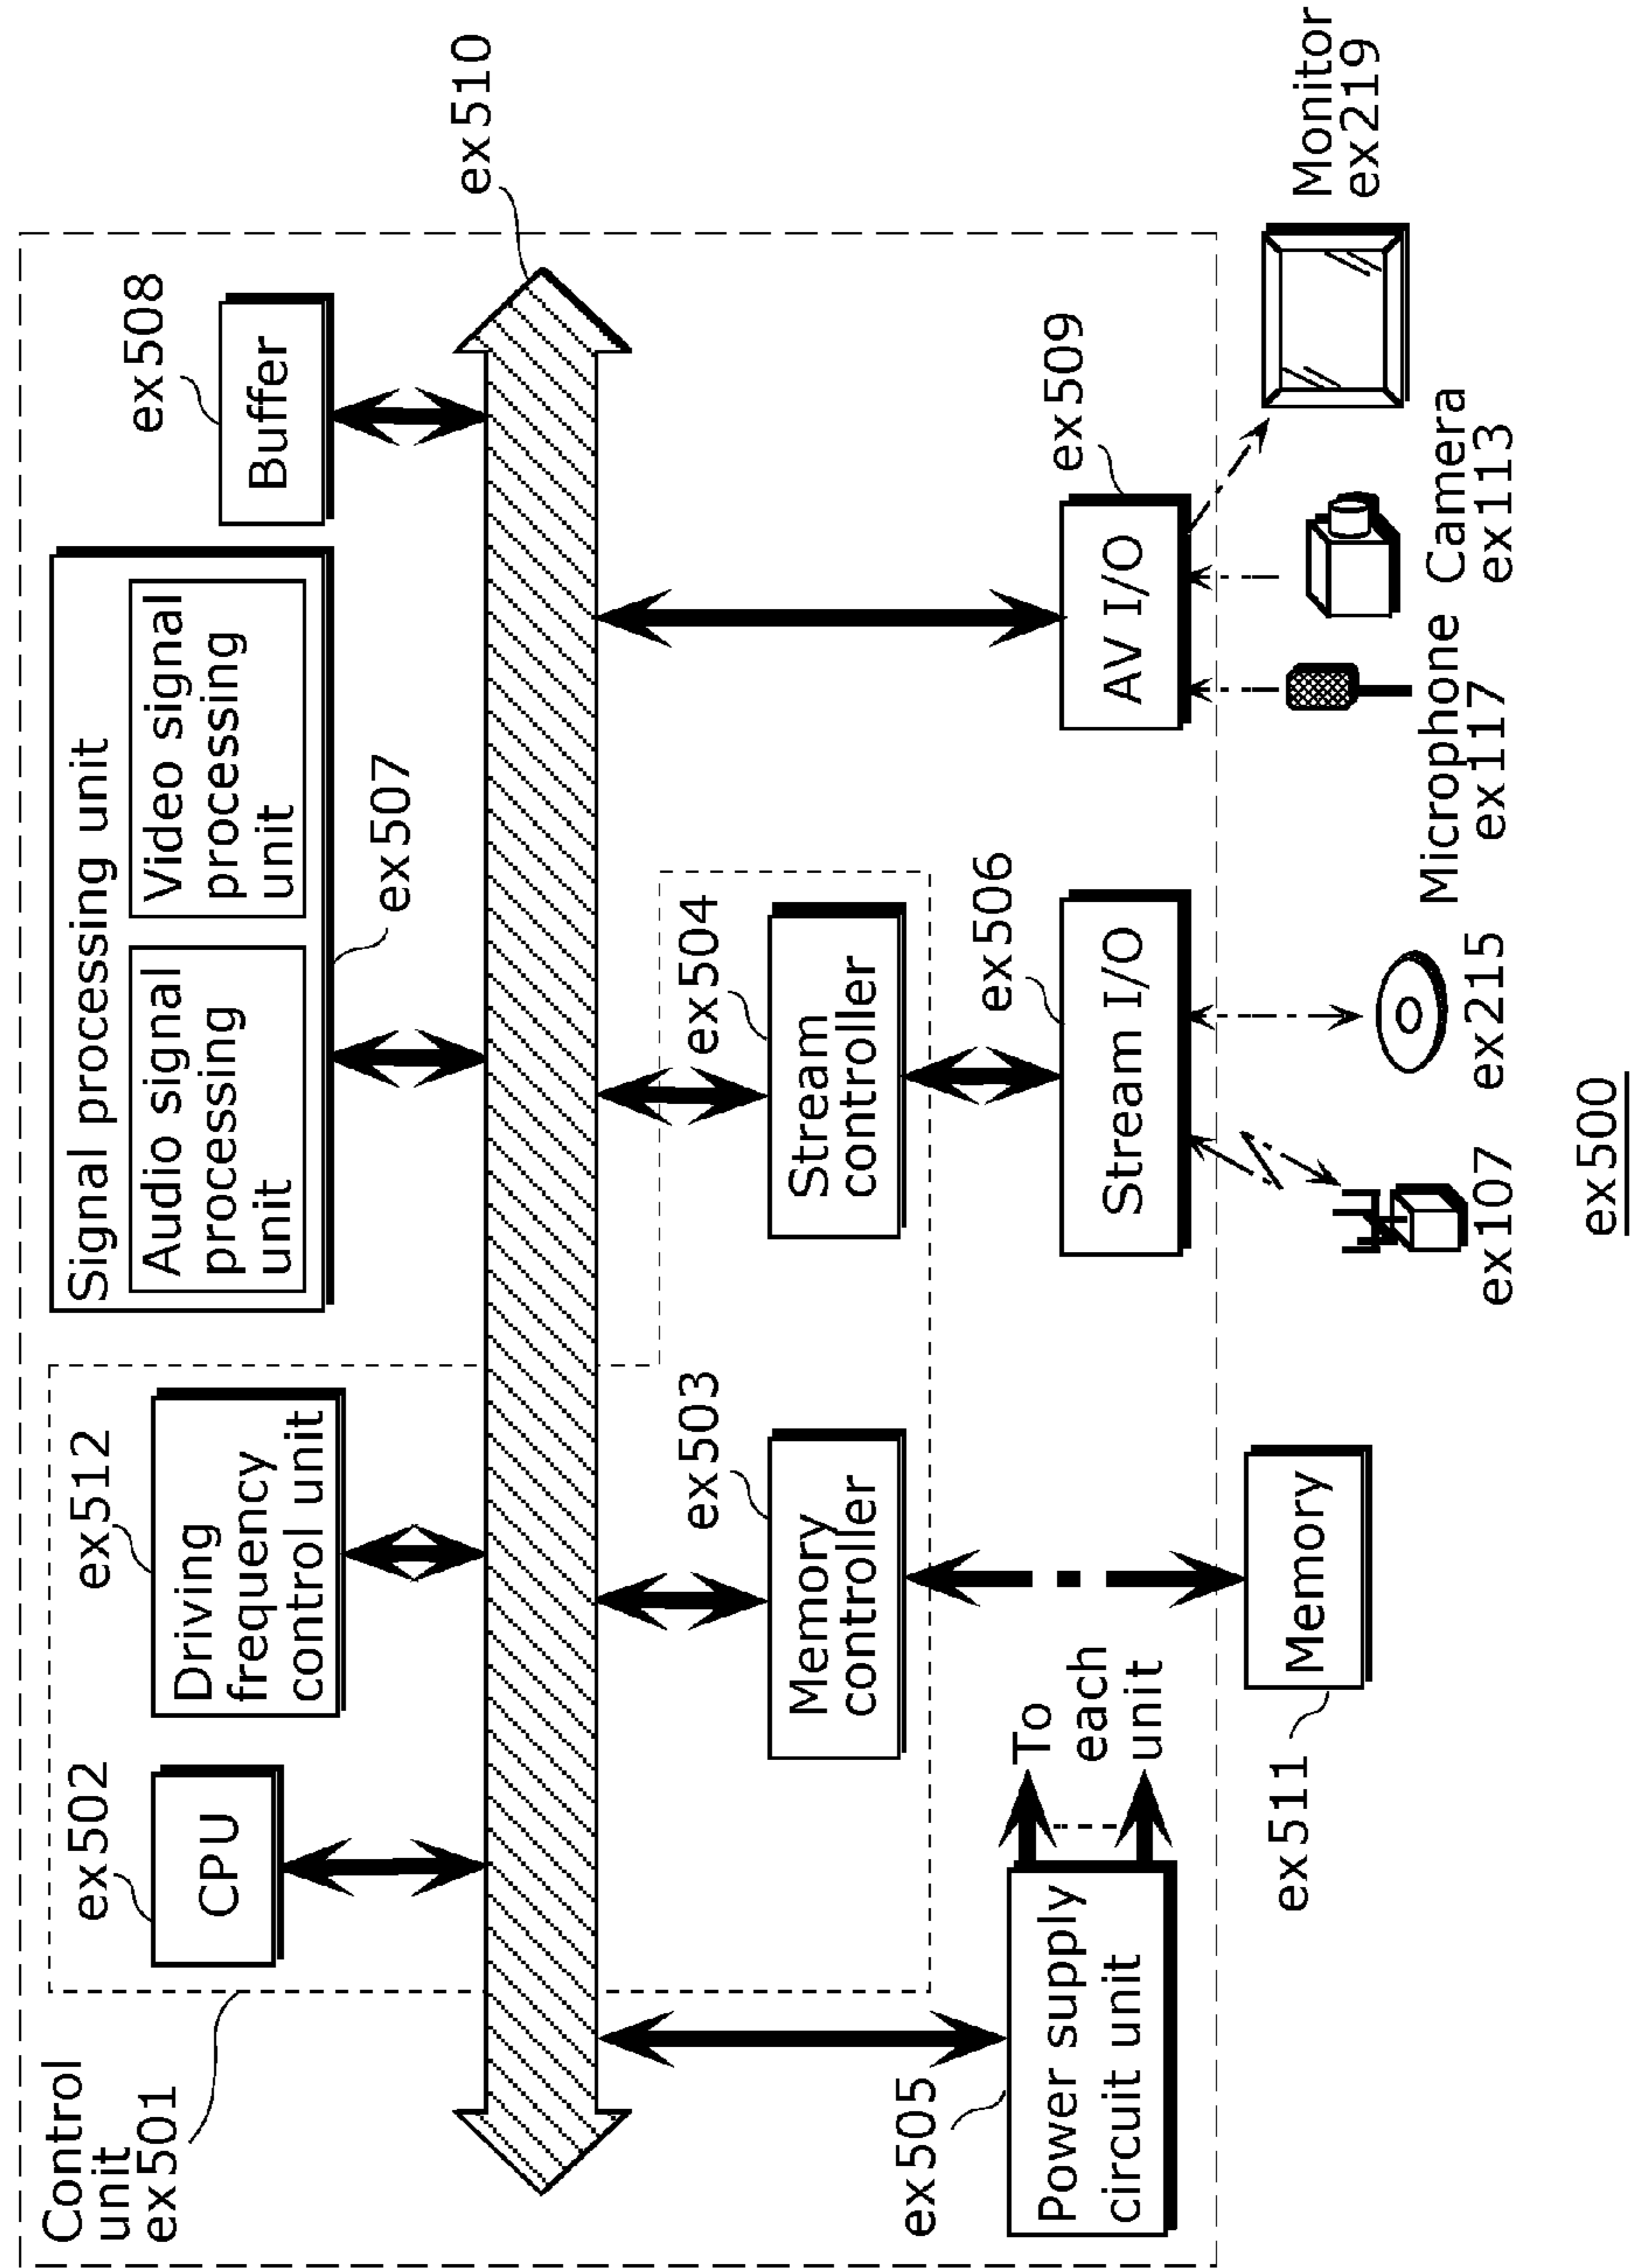 Control
unit
ex501
ex502
CPU
ex512
Driving
frequency
control unit
Signal processing unit
Audio signal
processing
unit
Video signal
processing
unit
ex507
ex508
Buffer
ex510
ex503
Memory
controller
ex504
Stream
controller
ex505
Power supply
circuit unit
To
each
unit
ex506
Stream I/O
ex509
AV I/O
ex511
Memory
ex107
ex215
Microphone
ex117
Camera
ex113
Monitor
ex219
ex500